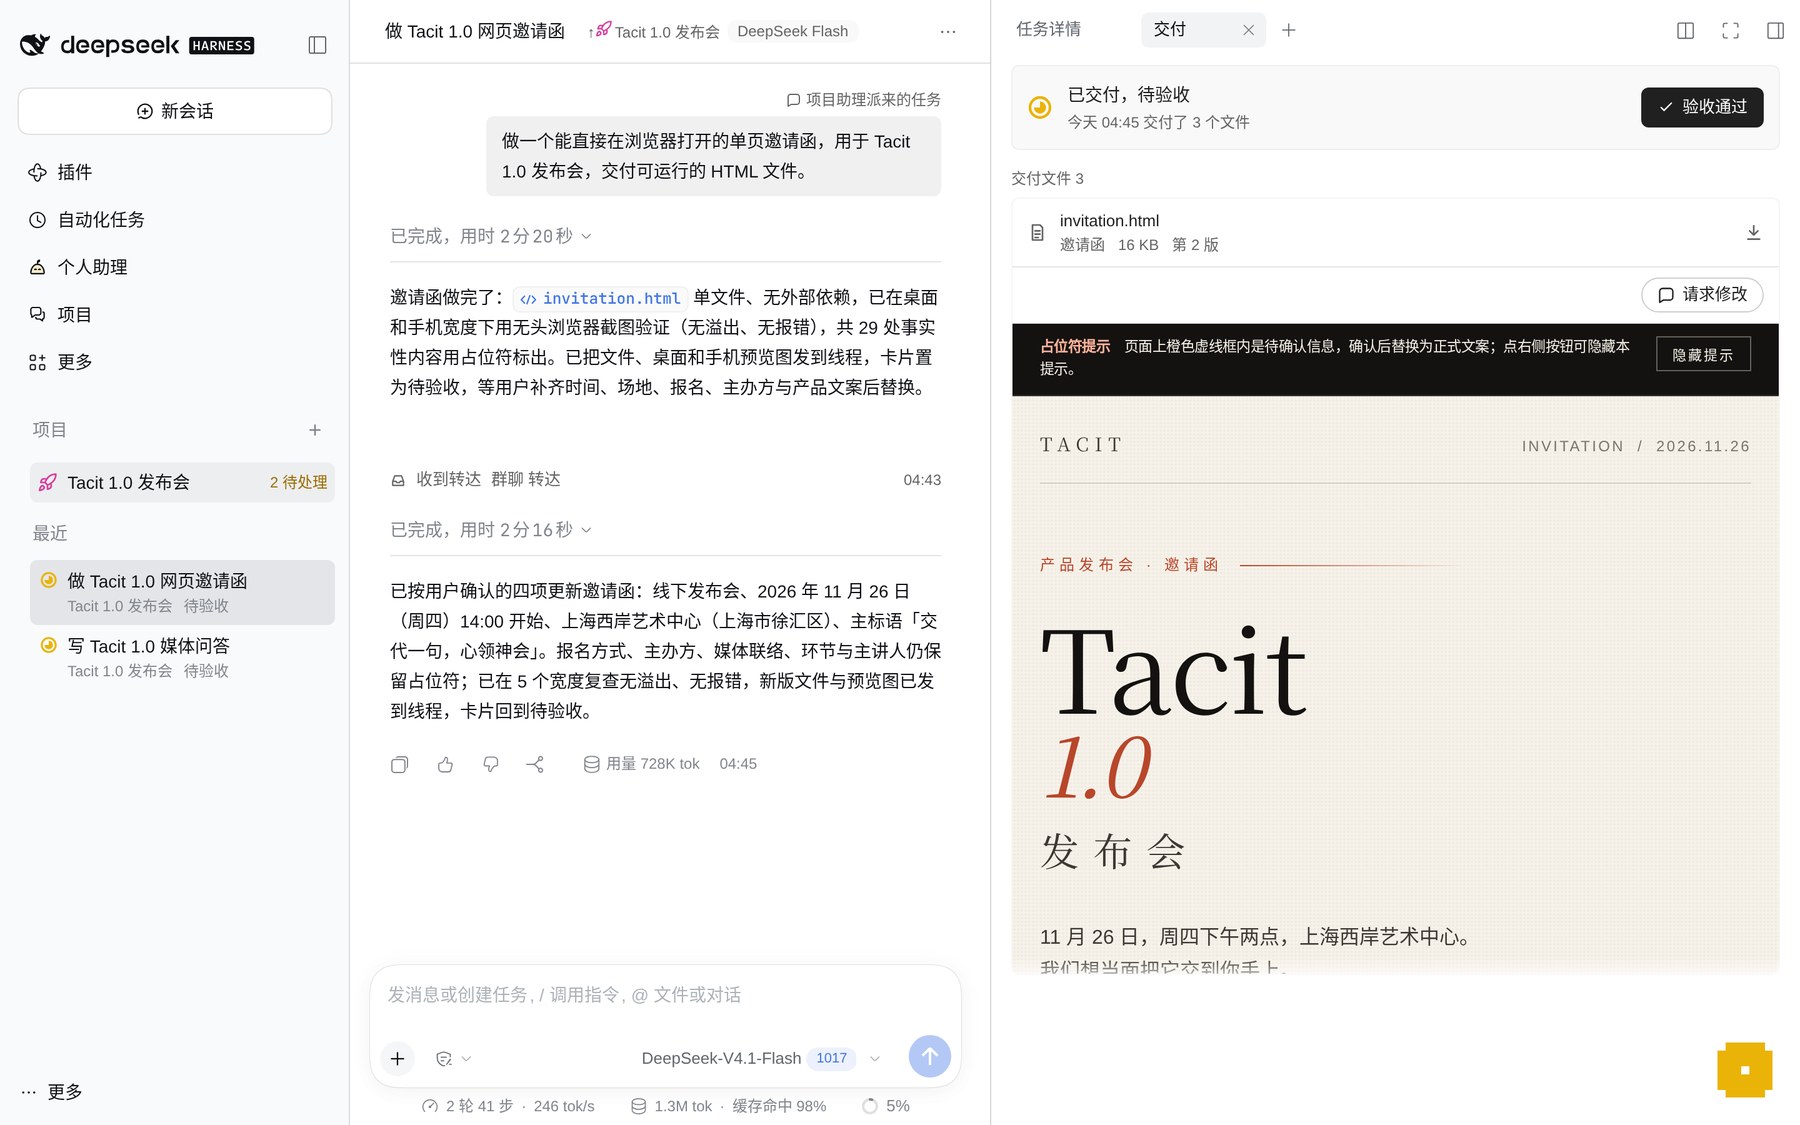 deepseek HARNESS
新会话
插件
自动化任务
个人助理
项目
更多
项目
Tacit 1.0 发布会 2 待处理
最近
做 Tacit 1.0 网页邀请函
Tacit 1.0 发布会 待验收
写 Tacit 1.0 媒体问答
Tacit 1.0 发布会 待验收
更多
做 Tacit 1.0 网页邀请函 Tacit 1.0 发布会 DeepSeek Flash
项目助理派来的任务
做一个能直接在浏览器打开的单页邀请函，用于 Tacit
1.0 发布会，交付可运行的 HTML 文件。
已完成，用时 2分20秒
邀请函做完了： invitation.html 单文件、无外部依赖，已在桌面
和手机宽度下用无头浏览器截图验证（无溢出、无报错），共 29 处事实
性内容用占位符标出。已把文件、桌面和手机预览图发到线程，卡片置
为待验收，等用户补齐时间、场地、报名、主办方与产品文案后替换。
收到转达 群聊 转达 04:43
已完成，用时 2分16秒
已按用户确认的四项更新邀请函：线下发布会、2026 年 11 月 26 日
（周四）14:00 开始、上海西岸艺术中心（上海市徐汇区）、主标语「交
代一句，心领神会」。报名方式、主办方、媒体联络、环节与主讲人仍保
留占位符；已在 5 个宽度复查无溢出、无报错，新版文件与预览图已发
到线程，卡片回到待验收。
用量 728K tok 04:45
发消息或创建任务, / 调用指令, @ 文件或对话
DeepSeek-V4.1-Flash 1017
2 轮 41 步 · 246 tok/s 1.3M tok · 缓存命中 98% 5%
任务详情 交付
已交付，待验收
今天 04:45 交付了 3 个文件
验收通过
交付文件 3
invitation.html
邀请函 16 KB 第 2 版
请求修改
占位符提示 页面上橙色虚线框内是待确认信息，确认后替换为正式文案；点右侧按钮可隐藏本
提示。
隐藏提示
TACIT INVITATION / 2026.11.26
产品发布会 · 邀请函
Tacit
1.0
发布会
11 月 26 日，周四下午两点，上海西岸艺术中心。
我们想当面把它交到你手上。